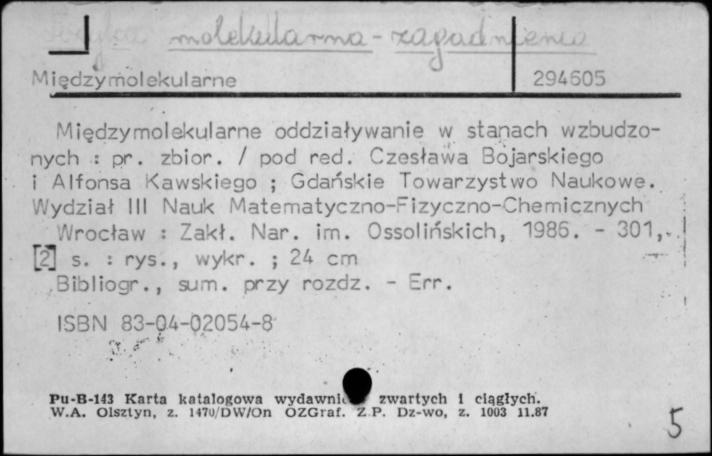 molekularna - zagadnienia
Międzymolekularne 294605
Międzymolekularne oddziaływanie w stanach wzbudzo-
nych : pr. zbior. / pod red. Czesława Bojarskiego
i Alfonsa Kawskiego ; Gdańskie Towarzystwo Naukowe.
Wydział III Nauk Matematyczno-Fizyczno-Chemicznych
Wrocław : Zakł. Nar. im. Ossolińskich, 1986. - 301,
[2] s. : rys., wykr. ; 24 cm
Bibliogr., sum. przy rozdz. - Err.
ISBN 83-04-02054-8
Pu-B-143 Karta katalogowa zwartych i ciągłych.
W.A. Olsztyn, z. 1470/DW/On OZGraf. Z.P. Dz-wo, z. 1003 11.87
5